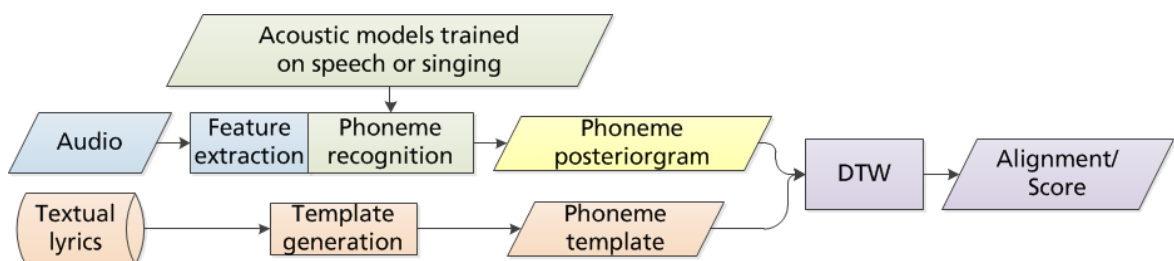 Acoustic models trained
on speech or singing
Audio
Feature
extraction
Phoneme
recognition
Phoneme
posteriorgram
DTW
Alignment/
Score
Textual
lyrics
Template
generation
Phoneme
template